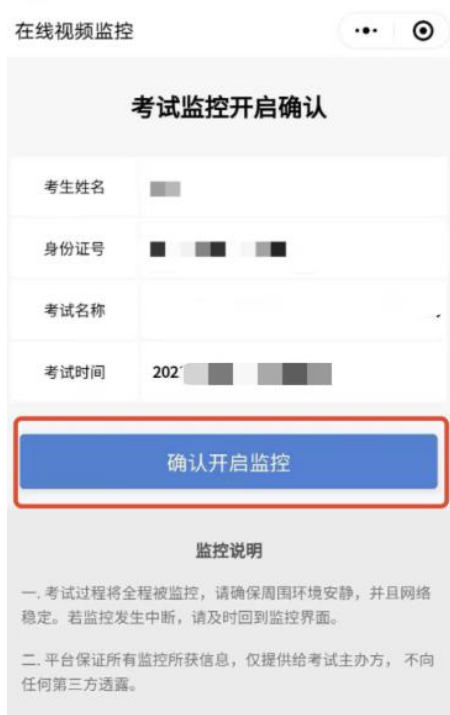 在线视频监控
考试监控开启确认
考生姓名
身份证号
考试名称
考试时间
202
确认开启监控
监控说明
一. 考试过程将全程被监控，请确保周围环境安静，并且网络
稳定。若监控发生中断，请及时回到监控界面。
二. 平台保证所有监控所获信息，仅提供给考试主办方， 不向
任何第三方透露。